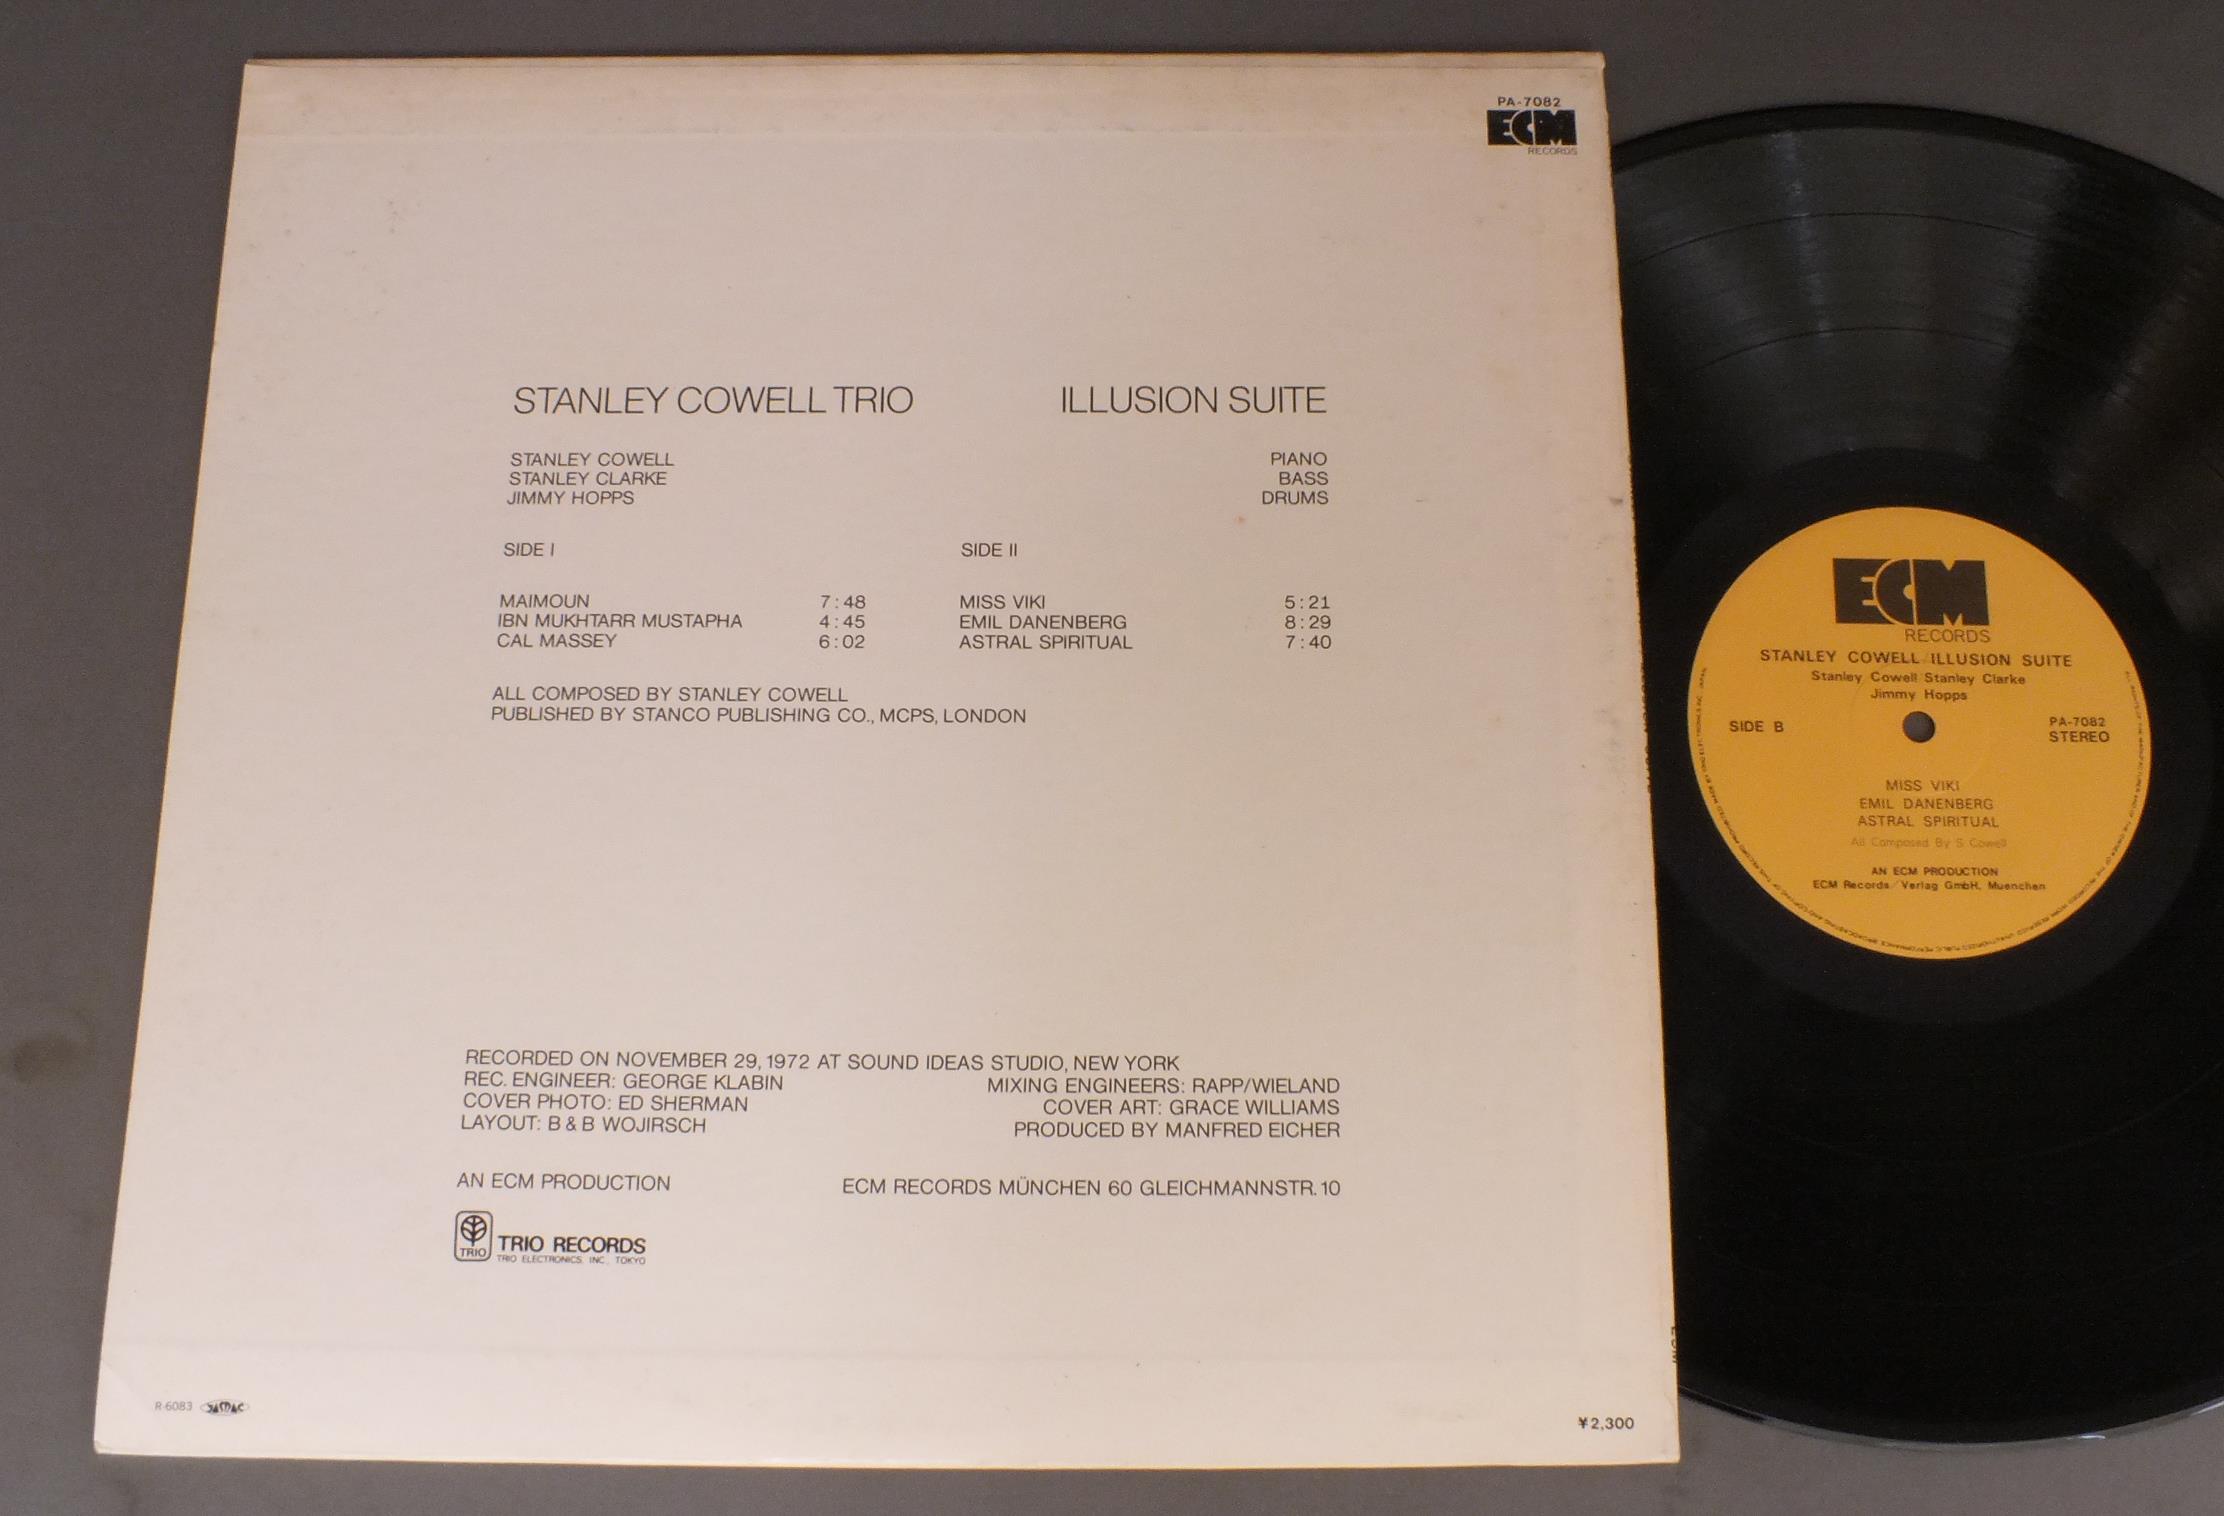 PA-7082
ECM
RECORDS
STANLEY COWELL TRIO ILLUSION SUITE
STANLEY COWELL PIANO
STANLEY CLARKE BASS
JIMMY HOPPS DRUMS
SIDE I SIDE II
MAIMOUN 7:48 MISS VIKI 5:21
IBN MUKHTARR MUSTAPHA 4:45 EMIL DANENBERG 8:29
CAL MASSEY 6:02 ASTRAL SPIRITUAL 7:40
ALL COMPOSED BY STANLEY COWELL
PUBLISHED BY STANCO PUBLISHING CO., MCPS, LONDON
RECORDED ON NOVEMBER 29, 1972 AT SOUND IDEAS STUDIO, NEW YORK
REC. ENGINEER: GEORGE KLABIN MIXING ENGINEERS: RAPP/WIELAND
COVER PHOTO: ED SHERMAN COVER ART: GRACE WILLIAMS
LAYOUT: B & B WOJIRSCH PRODUCED BY MANFRED EICHER
AN ECM PRODUCTION ECM RECORDS MÜNCHEN 60 GLEICHMANNSTR. 10
TRIO
TRIO RECORDS
TRIO ELECTRONICS, INC., TOKYO
R-6083 JASRAC
¥2,300
ECM
RECORDS
STANLEY COWELL ILLUSION SUITE
Stanley Cowell Stanley Clarke
Jimmy Hopps
SIDE B
PA-7082
STEREO
MISS VIKI
EMIL DANENBERG
ASTRAL SPIRITUAL
All Composed By S. Cowell
AN ECM PRODUCTION
ECM Records/Verlag GmbH, Muenchen